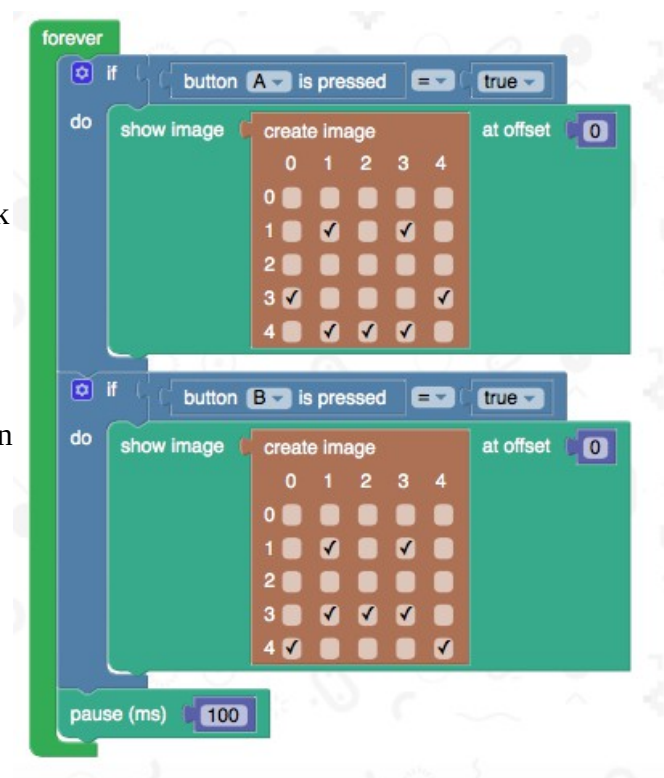 forever
if button A is pressed = true
do show image create image at offset 0
0 1 2 3 4
0
1 ✓ ✓
2
3 ✓ ✓
4 ✓ ✓ ✓
k
if button B is pressed = true
n
do show image create image at offset 0
0 1 2 3 4
0
1 ✓ ✓
2
3 ✓ ✓ ✓
4 ✓ ✓
pause (ms) 100